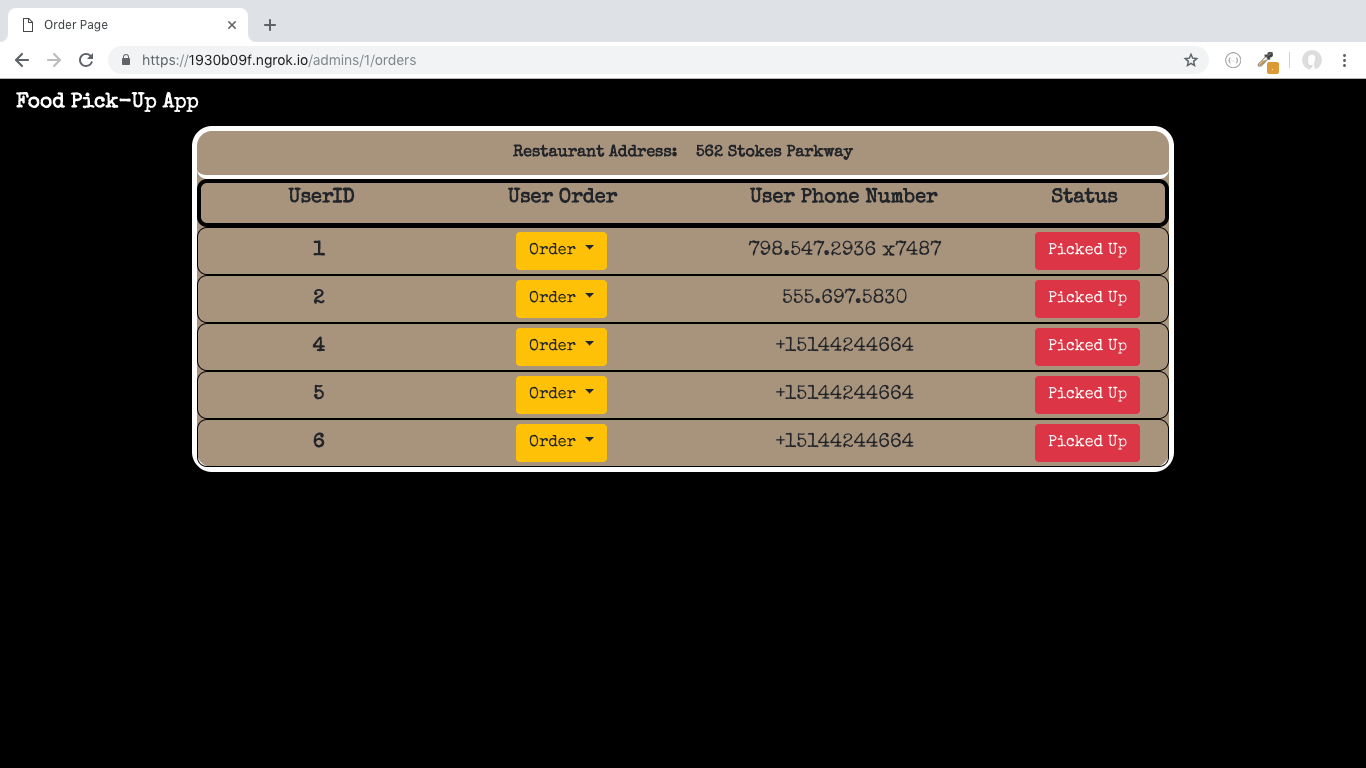 Order Page
https://1930b09f.ngrok.io/admins/1/orders
Food Pick-Up App
Restaurant Address: 562 Stokes Parkway
UserID User Order User Phone Number Status
1 Order 798.547.2936 x7487 Picked Up
2 Order 555.697.5830 Picked Up
4 Order +15144244664 Picked Up
5 Order +15144244664 Picked Up
6 Order +15144244664 Picked Up